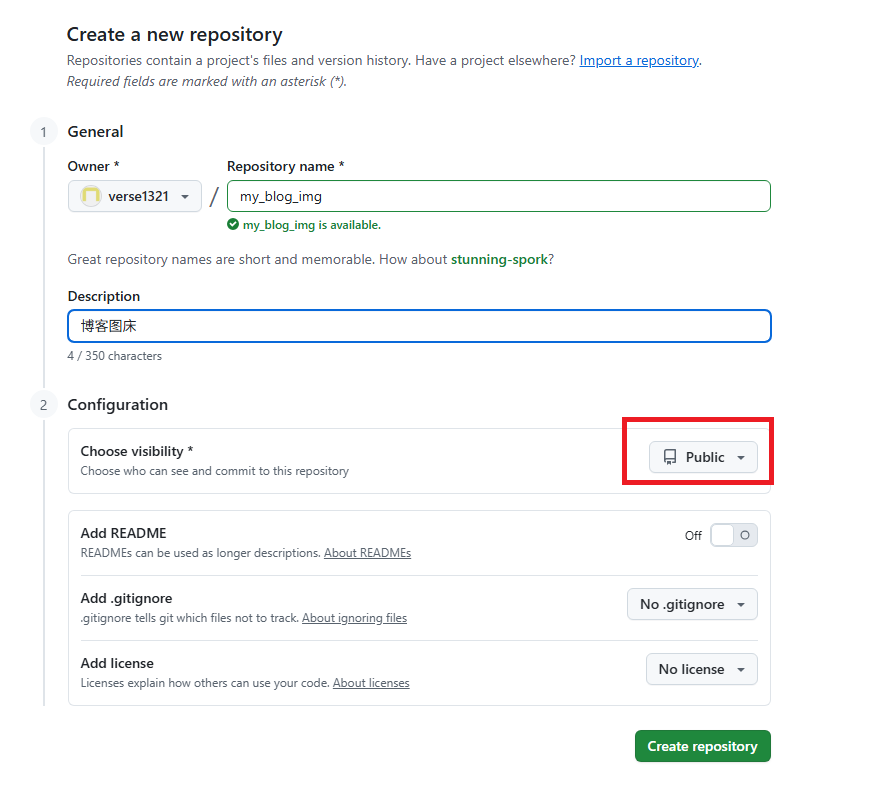 Create a new repository
Repositories contain a project's files and version history. Have a project elsewhere? Import a repository.
Required fields are marked with an asterisk (*).
1 General
Owner * Repository name *
verse1321 / my_blog_img
my_blog_img is available.
Great repository names are short and memorable. How about stunning-spork?
Description
博客图床
4 / 350 characters
2 Configuration
Choose visibility *
Choose who can see and commit to this repository
Public
Add README
READMEs can be used as longer descriptions. About READMEs
Off
Add .gitignore
.gitignore tells git which files not to track. About ignoring files
No .gitignore
Add license
Licenses explain how others can use your code. About licenses
No license
Create repository